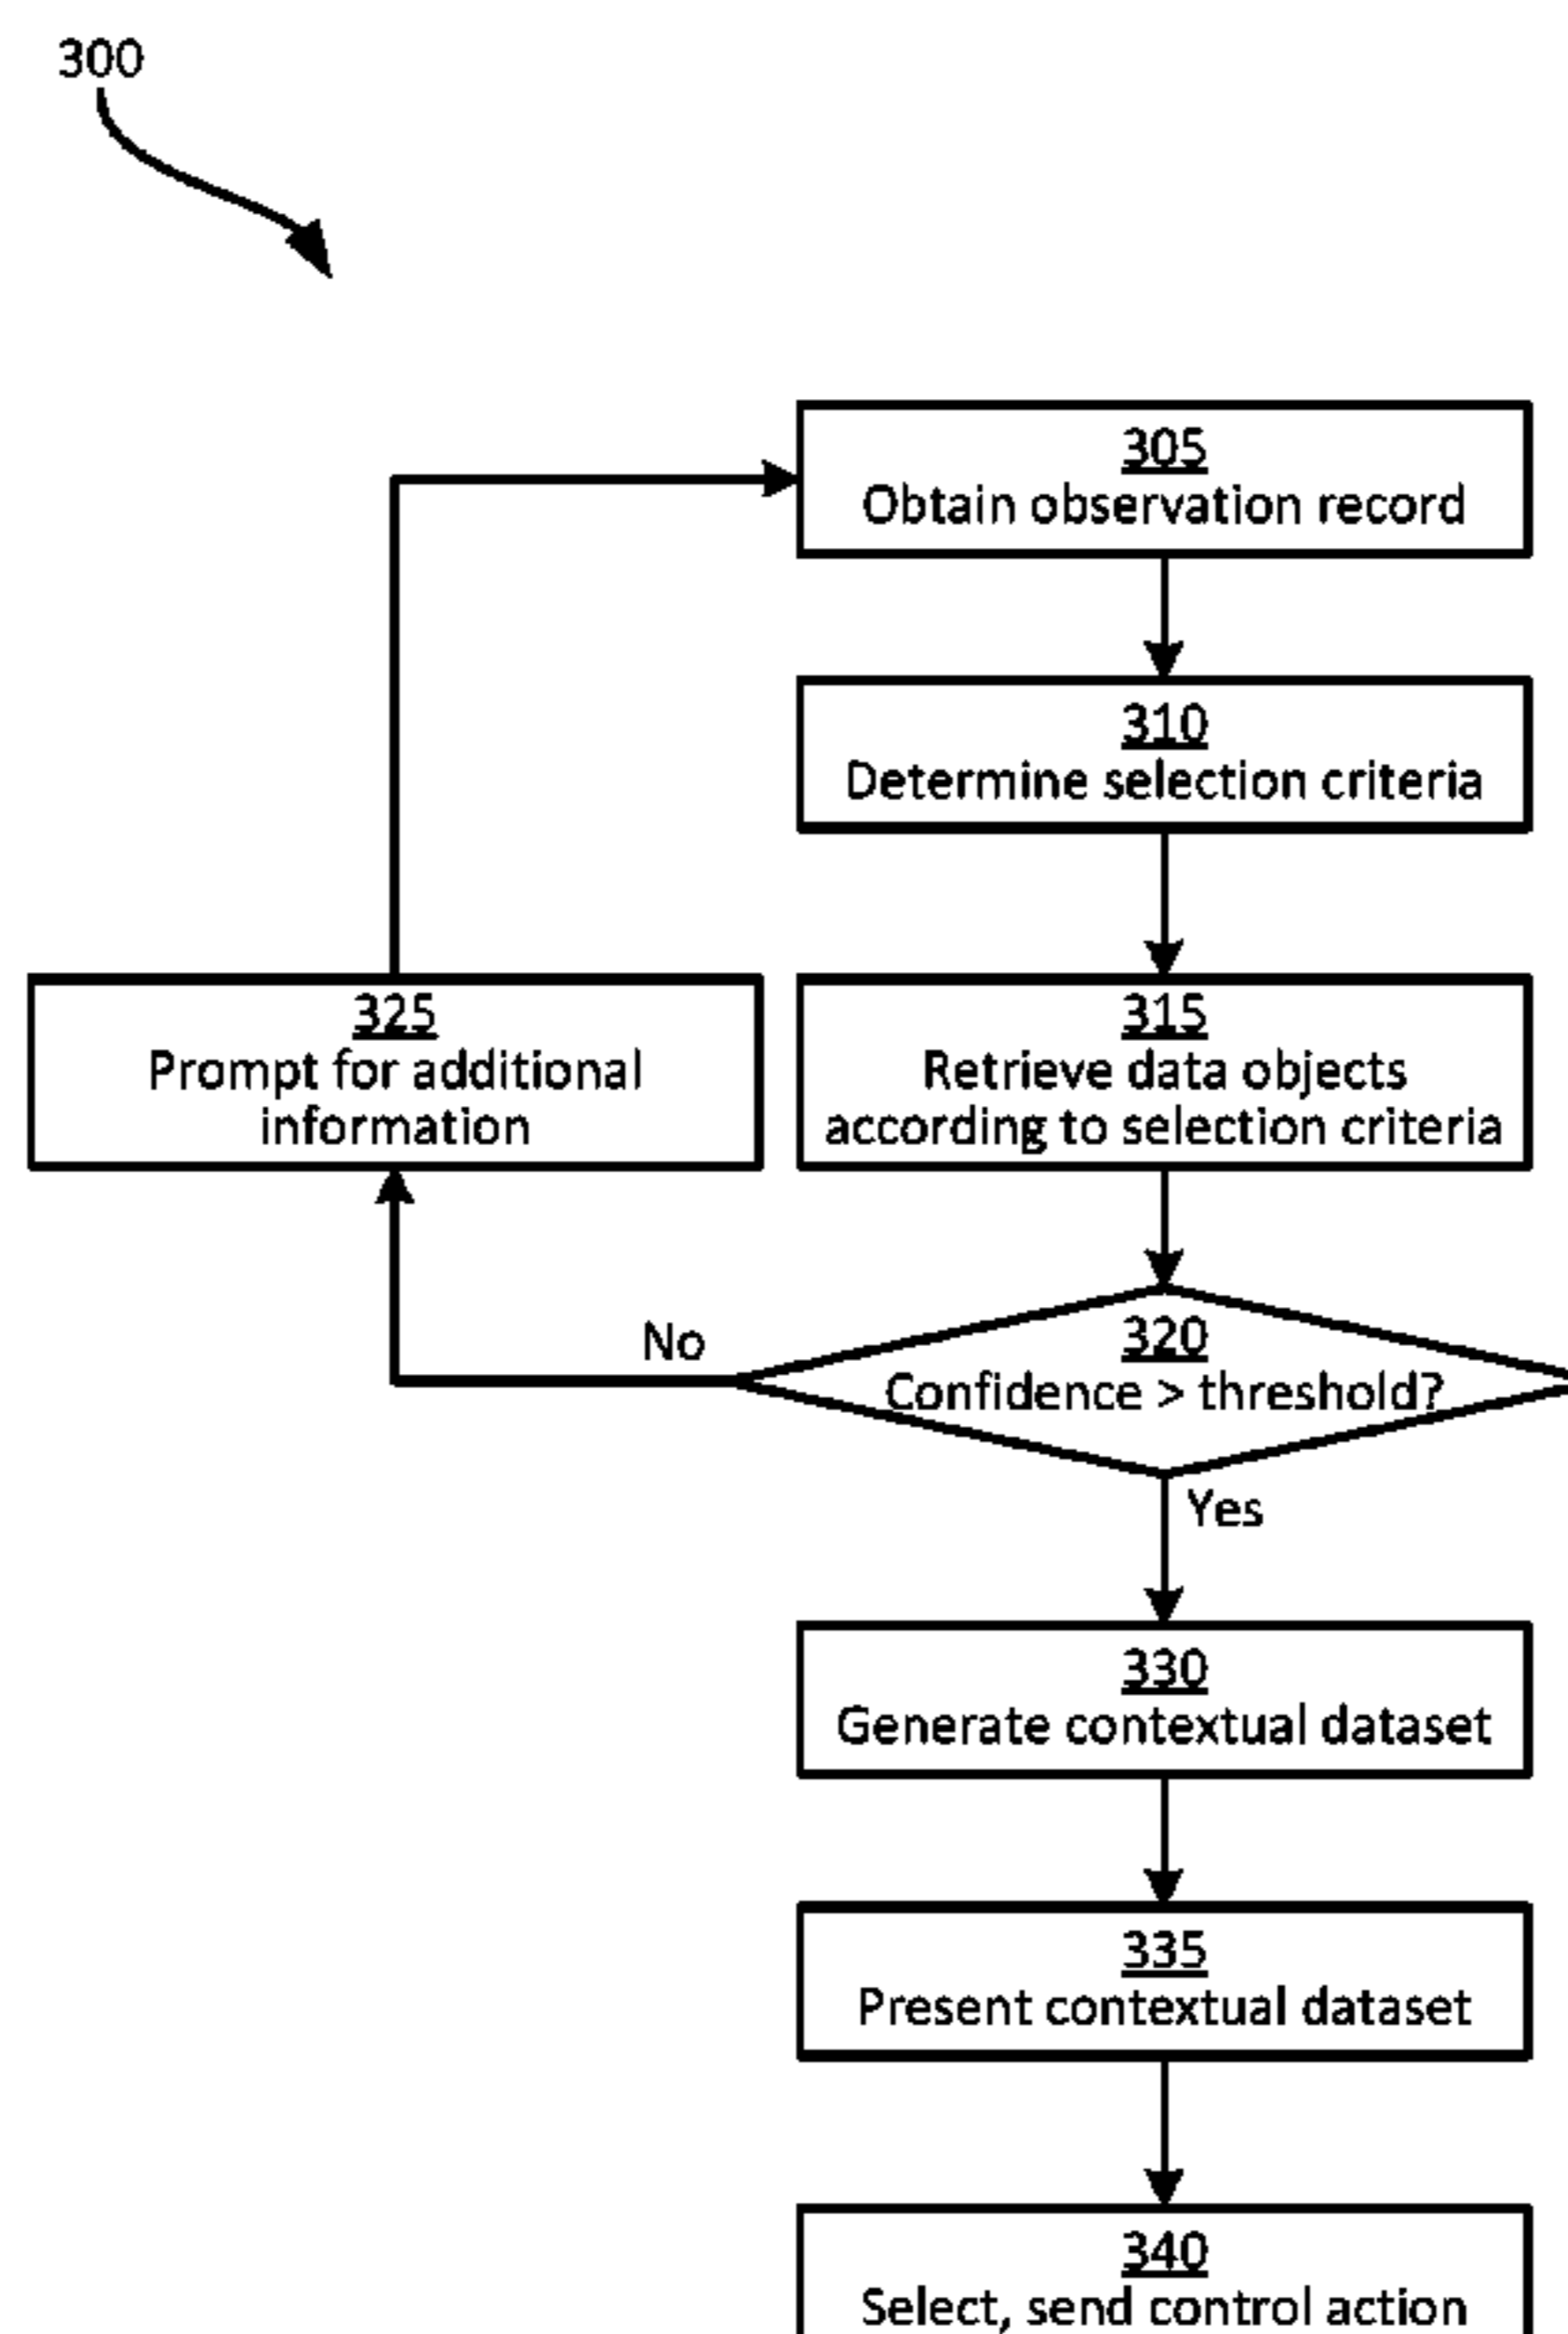 300
305
Obtain observation record
310
Determine selection criteria
325
Prompt for additional
information
315
Retrieve data objects
according to selection criteria
320
Confidence > threshold?
No
Yes
330
Generate contextual dataset
335
Present contextual dataset
340
Select, send control action